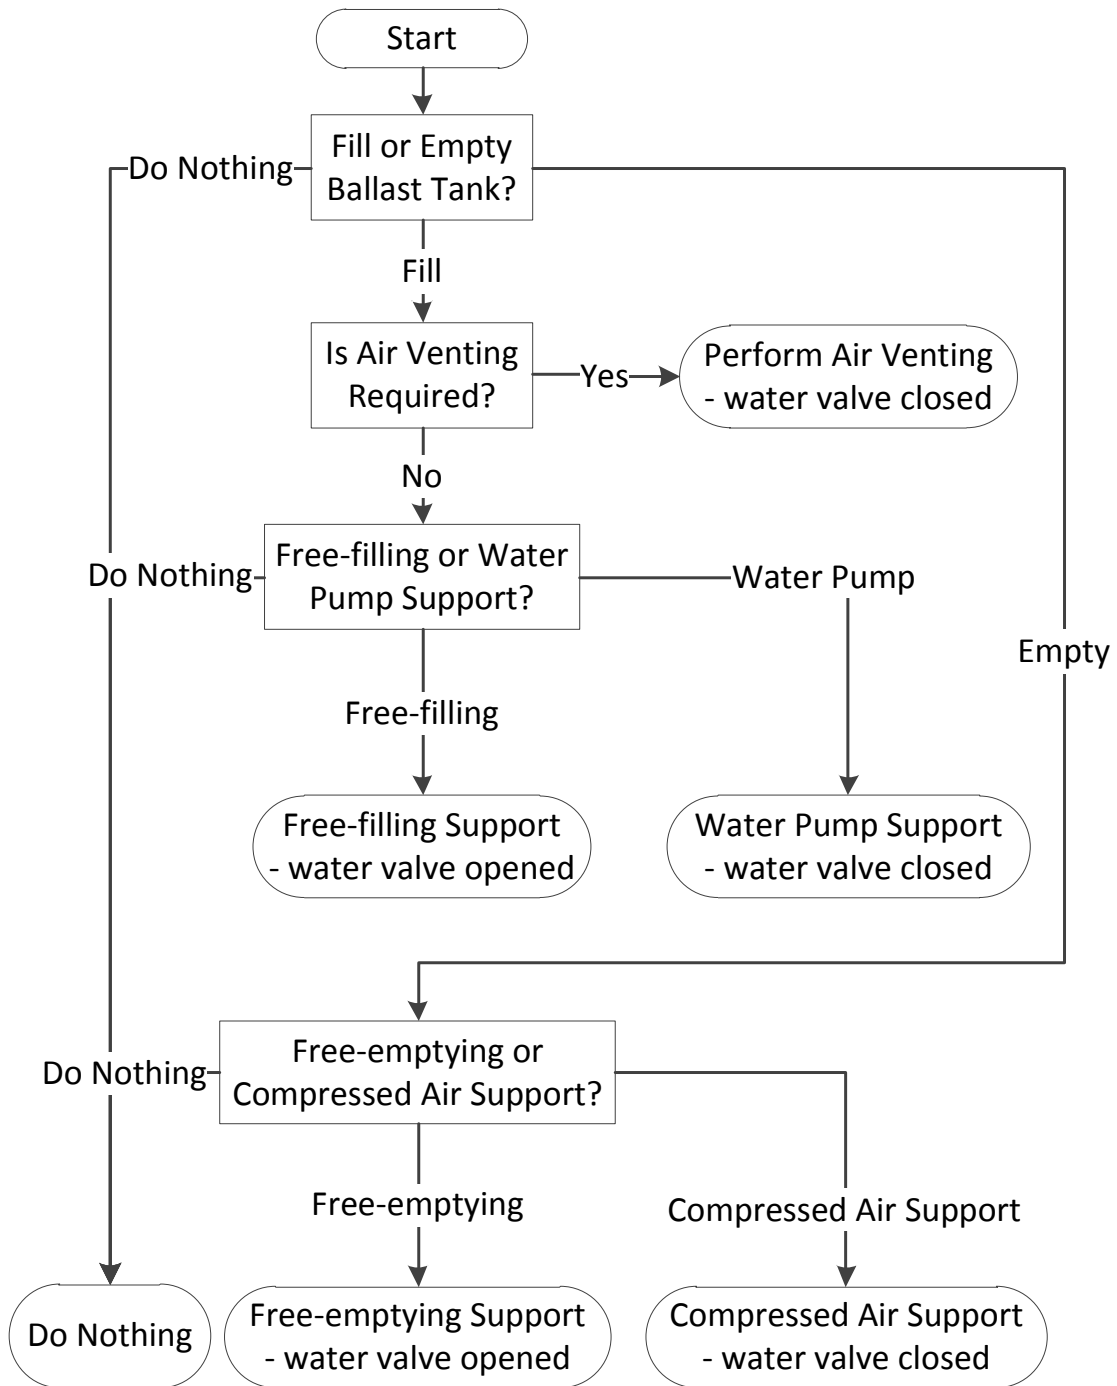 Start
Fill or Empty
Ballast Tank?
Do Nothing
Fill
Is Air Venting
Required?
Yes
Perform Air Venting
- water valve closed
No
Free-filling or Water
Pump Support?
Do Nothing
Water Pump
Empty
Free-filling
Free-filling Support
- water valve opened
Water Pump Support
- water valve closed
Free-emptying or
Compressed Air Support?
Do Nothing
Free-emptying
Compressed Air Support
Do Nothing
Free-emptying Support
- water valve opened
Compressed Air Support
- water valve closed